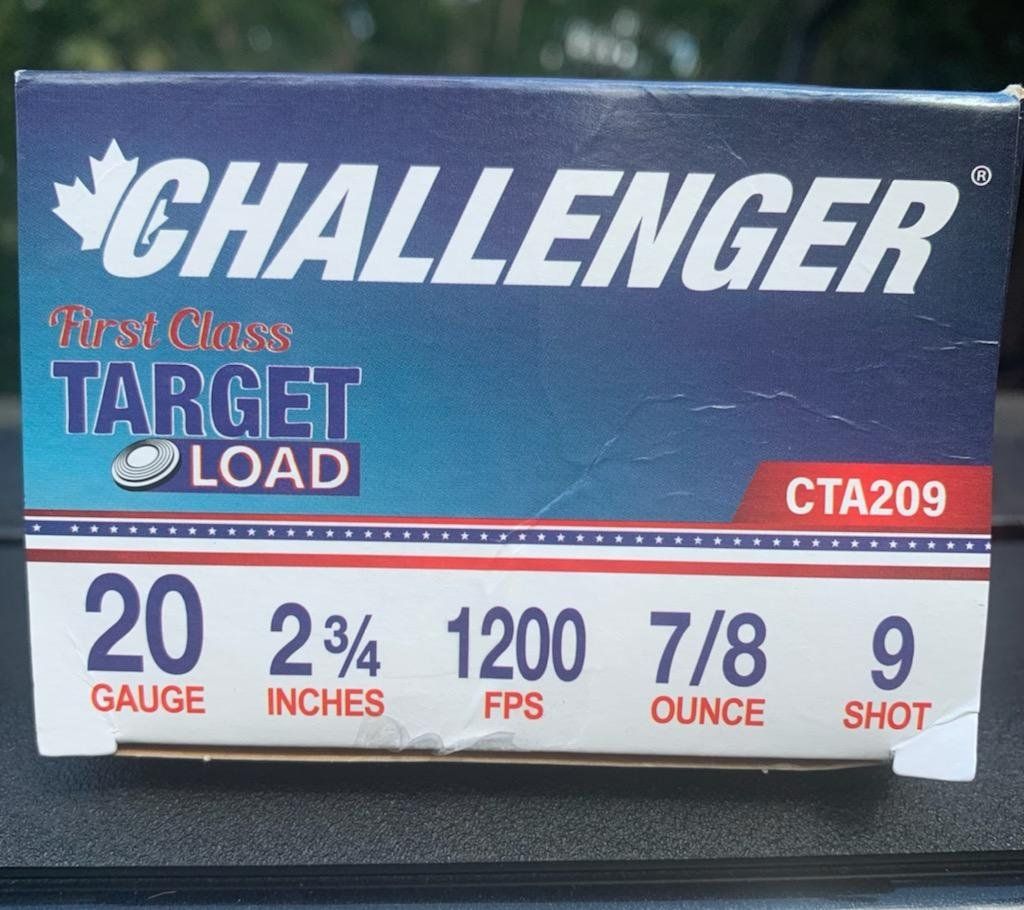 CHALLENGER®
First Class
TARGET
LOAD
CTA209
20 2 ¾ 1200 7/8 9
GAUGE INCHES FPS OUNCE SHOT